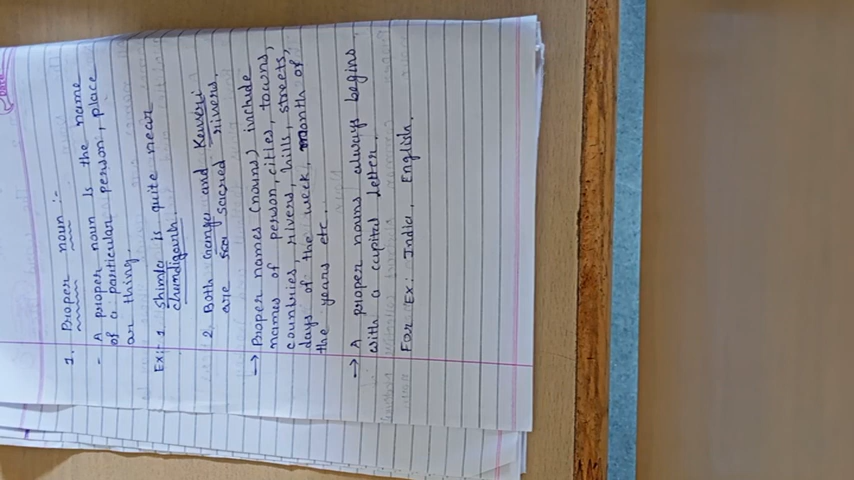 1. Proper noun :-
- A proper noun is the name
of a particular person, place
or thing.
Ex:- 1. Shimla is quite near
chandigarh.
2. Both Ganga and Kauveri
are sacred rivers.
→ Proper names (nouns) include
names of person, cities, towns,
countries, rivers, hills, streets,
days of the week, month of
the years etc..
→ A proper nouns always begins
with a capital letter.
For Ex: India, English.